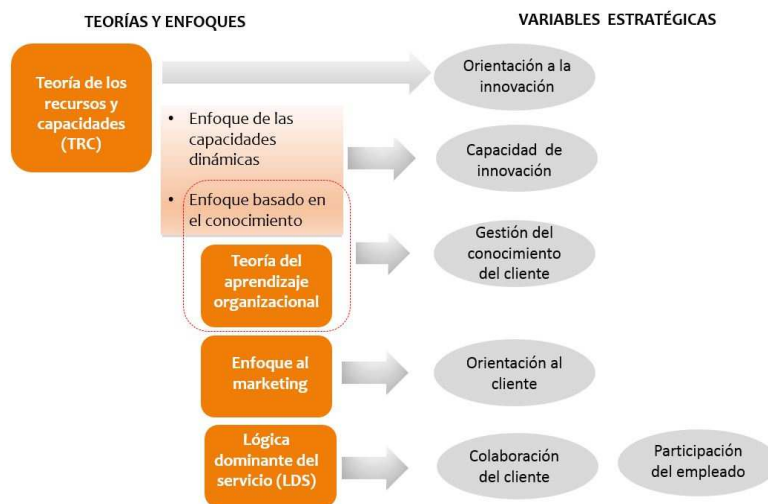 TEORÍAS Y ENFOQUES
VARIABLES ESTRATÉGICAS
Teoría de los
recursos y
capacidades
(TRC)
Orientación a la
innovación
• Enfoque de las
capacidades
dinámicas
Capacidad de
innovación
• Enfoque basado en
el conocimiento
Teoría del
aprendizaje
organizacional
Gestión del
conocimiento
del cliente
Enfoque al
marketing
Orientación al
cliente
Lógica
dominante del
servicio (LDS)
Colaboración
del cliente
Participación
del empleado